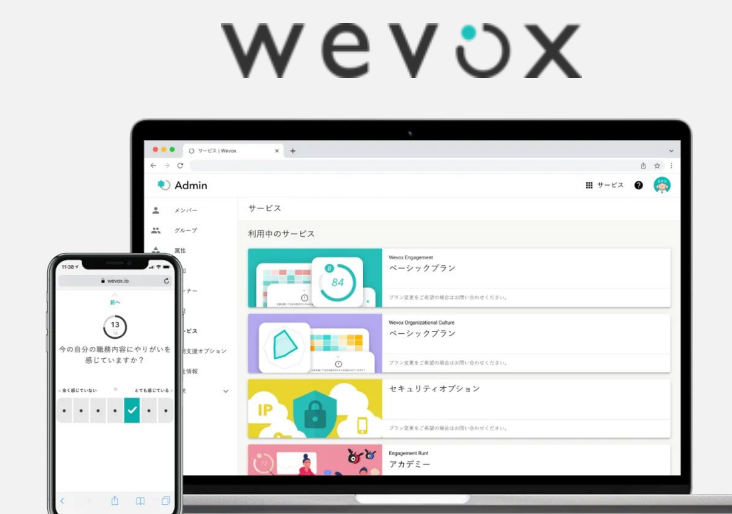 wevox
サービス | Wevox
Admin
サービス
メンバー
グループ
属性
サービス
利用中のサービス
84
Wevox Engagement
ベーシックプラン
プラン変更をご希望の場合はお問い合わせください。
Wevox Organizational Culture
ベーシックプラン
プラン変更をご希望の場合はお問い合わせください。
IP
セキュリティオプション
プラン変更をご希望の場合はお問い合わせください。
72
Engagement Run!
アカデミー
11:38
wevox.io
前へ
13
今の自分の職務内容にやりがいを
感じていますか？
全く感じていない
とても感じている